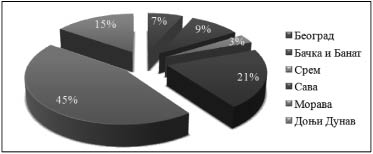 7%
9%
3%
21%
45%
15%
Београд
Бачка и Банат
Срем
Сава
Морава
Доњи Дунав